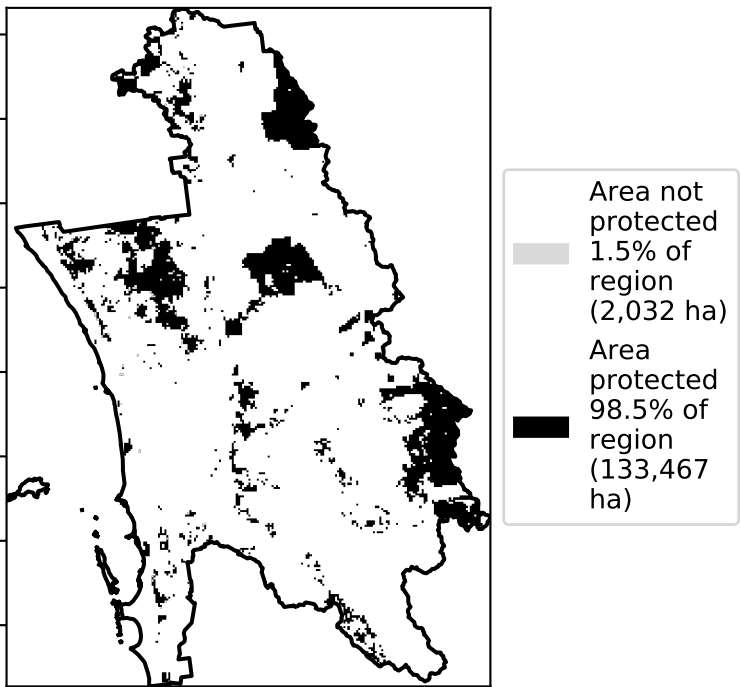 Area not
protected
1.5% of
region
(2,032 ha)
Area
protected
98.5% of
region
(133,467
ha)